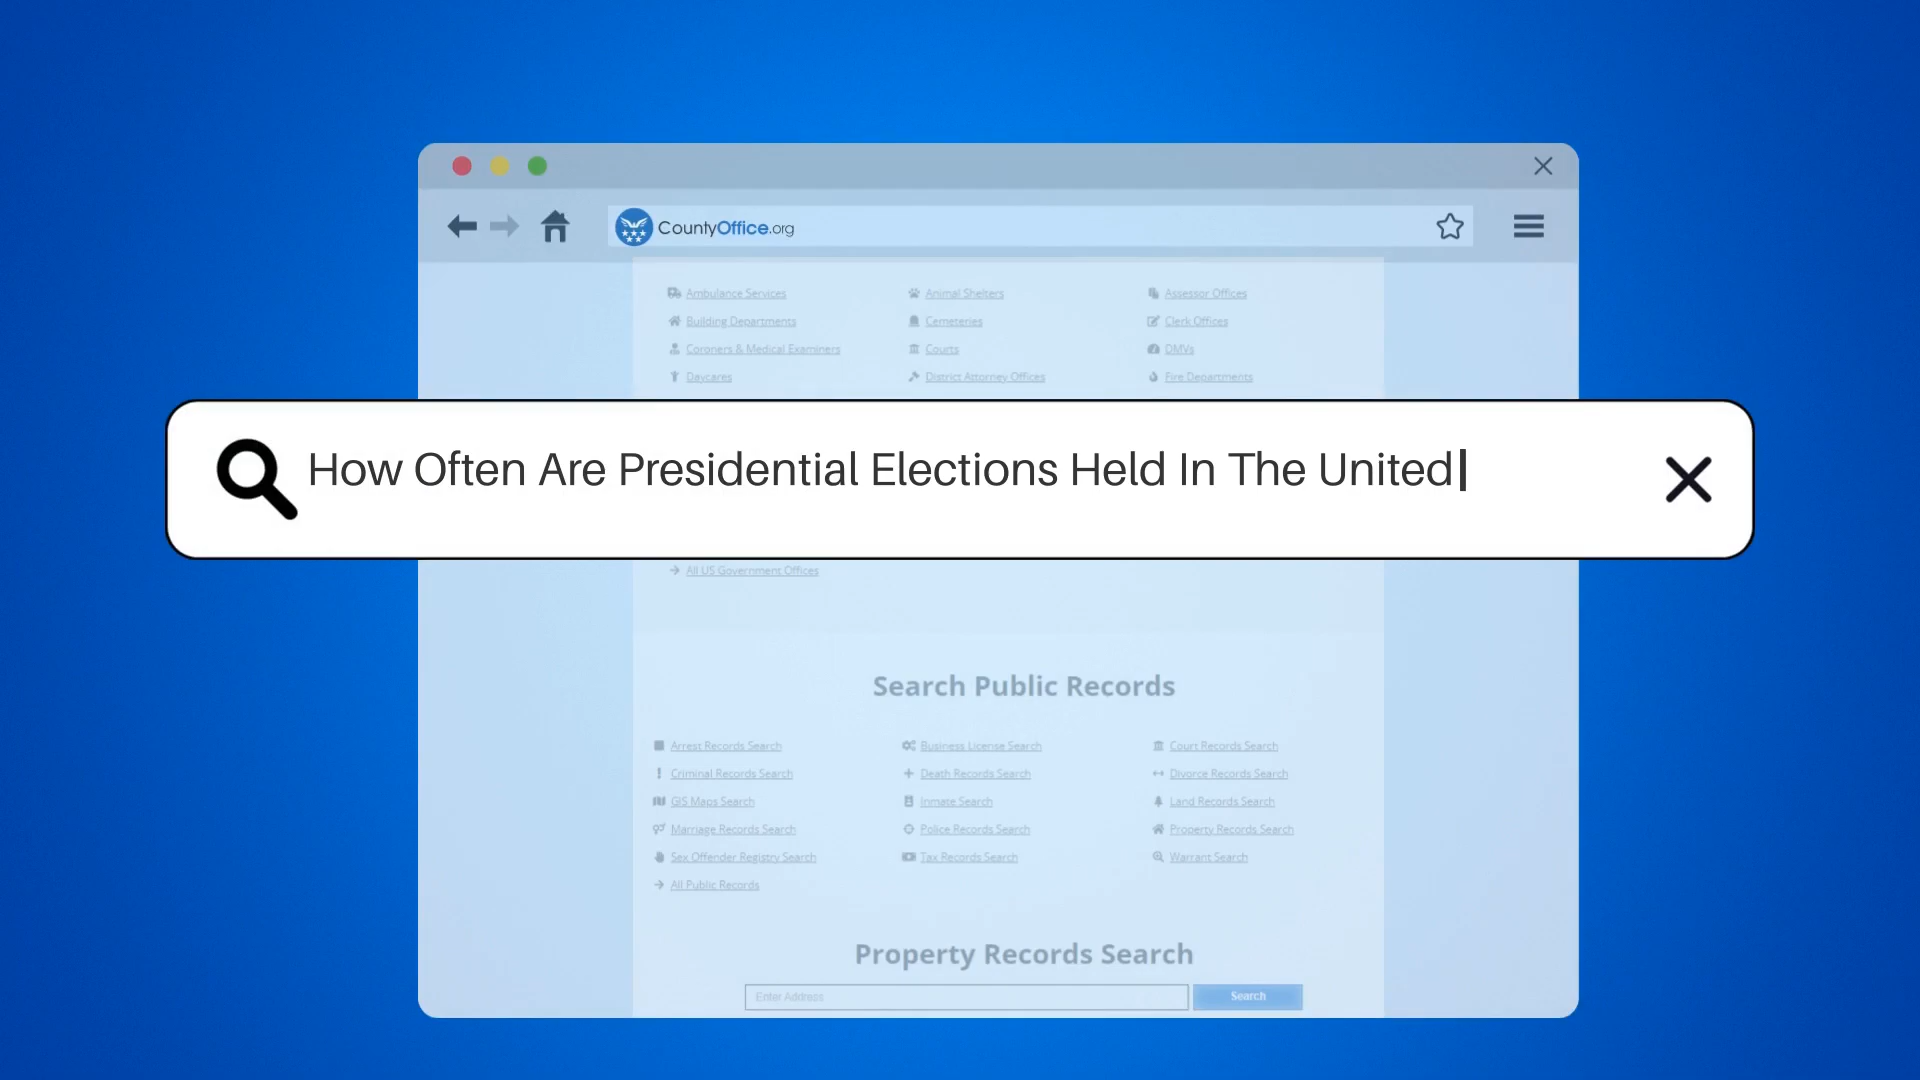 CountyOffice.org
Ambulance Services Animal Shelters Assessor Offices
Building Departments Cemeteries Clerk Offices
Coroners & Medical Examiners Courts DMVs
Daycares District Attorney Offices Fire Departments
How Often Are Presidential Elections Held In The United
All US Government Offices
Search Public Records
Arrest Records Search Business License Search Court Records Search
Criminal Records Search Death Records Search Divorce Records Search
GIS Maps Search Inmate Search Land Records Search
Marriage Records Search Police Records Search Property Records Search
Sex Offender Registry Search Tax Records Search Warrant Search
All Public Records
Property Records Search
Enter Address Search